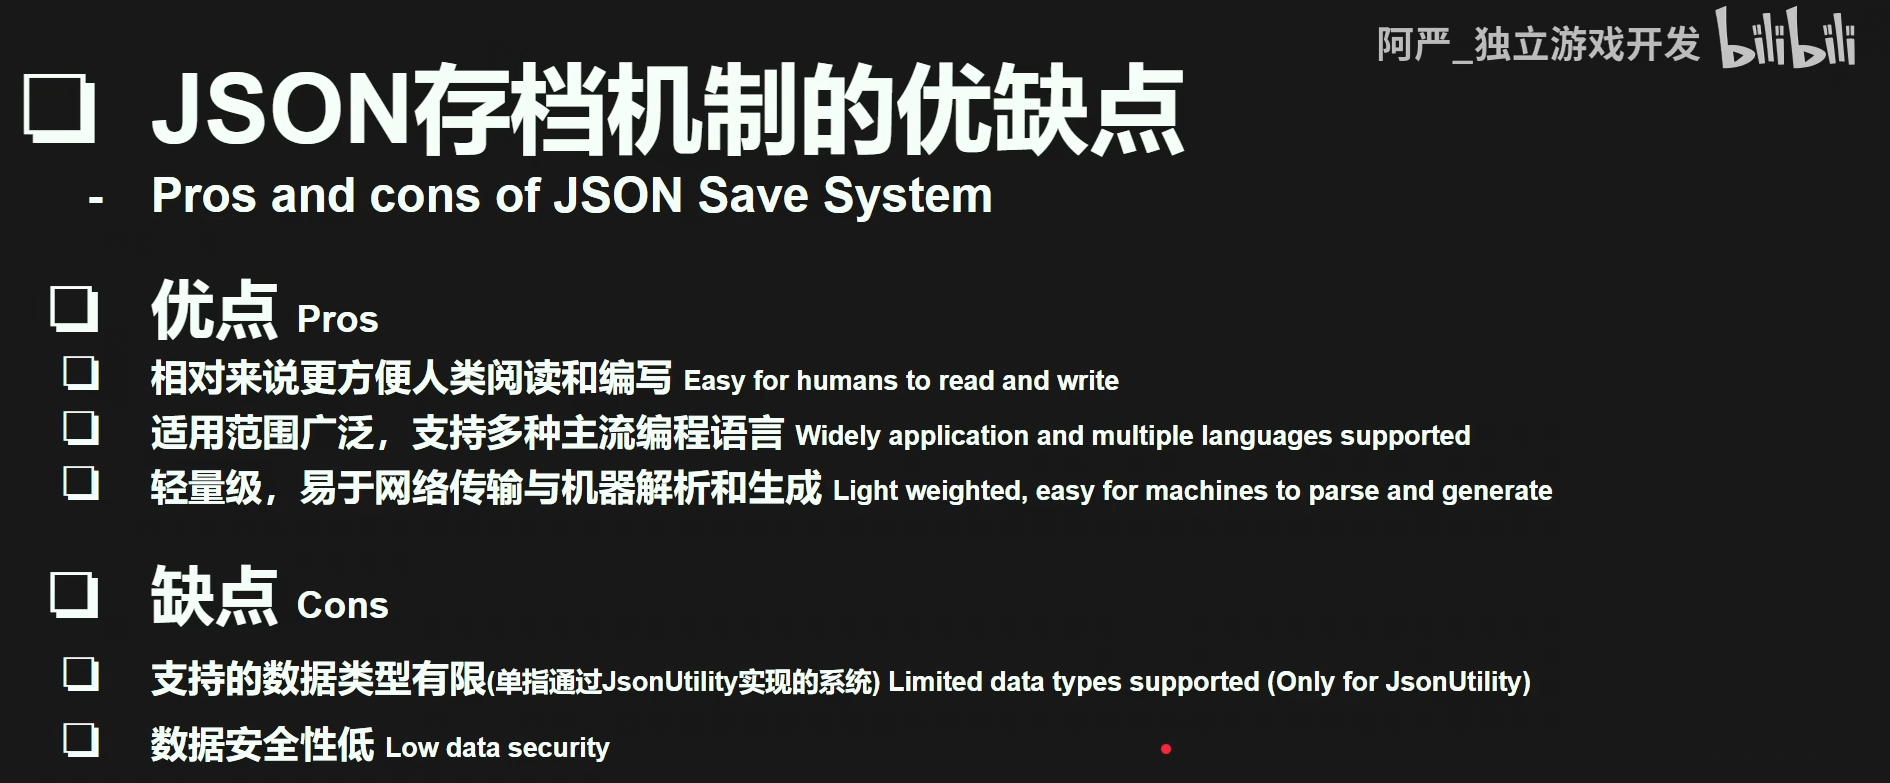 阿严_独立游戏开发 bilibili
JSON存档机制的优缺点
- Pros and cons of JSON Save System
优点 Pros
相对来说更方便人类阅读和编写 Easy for humans to read and write
适用范围广泛，支持多种主流编程语言 Widely application and multiple languages supported
轻量级，易于网络传输与机器解析和生成 Light weighted, easy for machines to parse and generate
缺点 Cons
支持的数据类型有限(单指通过JsonUtility实现的系统) Limited data types supported (Only for JsonUtility)
数据安全性低 Low data security